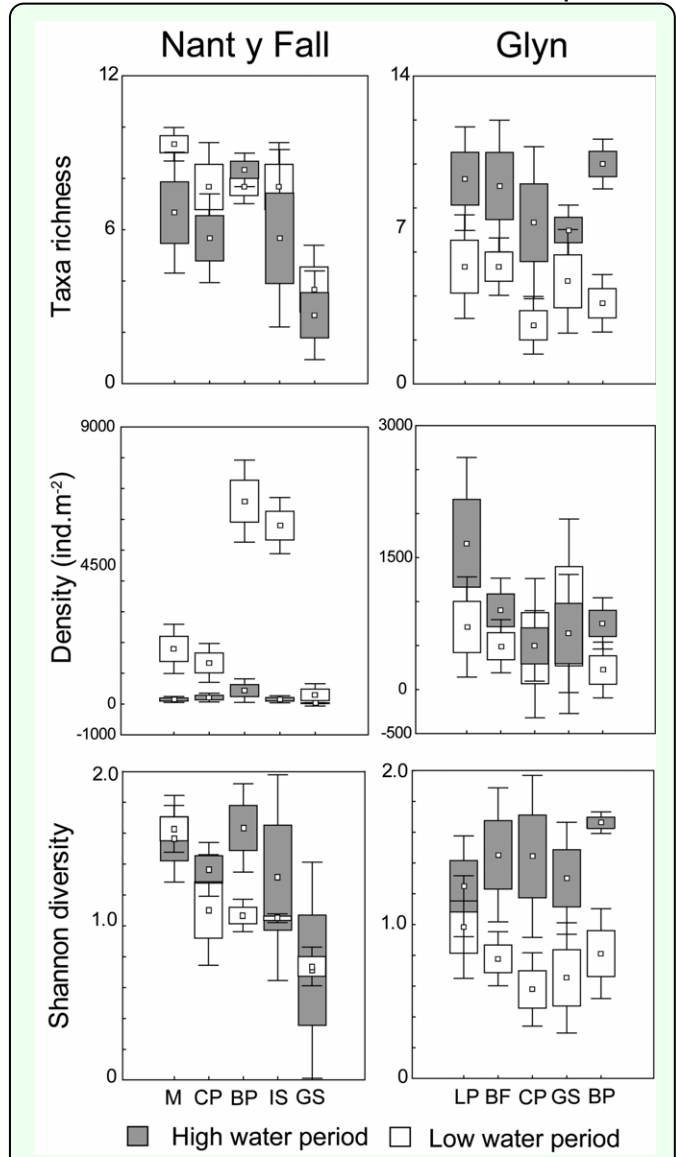 Nant y Fall Glyn
Taxa richness
12
6
0
14
7
0
Density (ind.m-2)
9000
4500
0
-1000
3000
1500
0
-500
Shannon diversity
2.0
1.0
0
2.0
1.0
0
M CP BP IS GS
LP BF CP GS BP
High water period Low water period